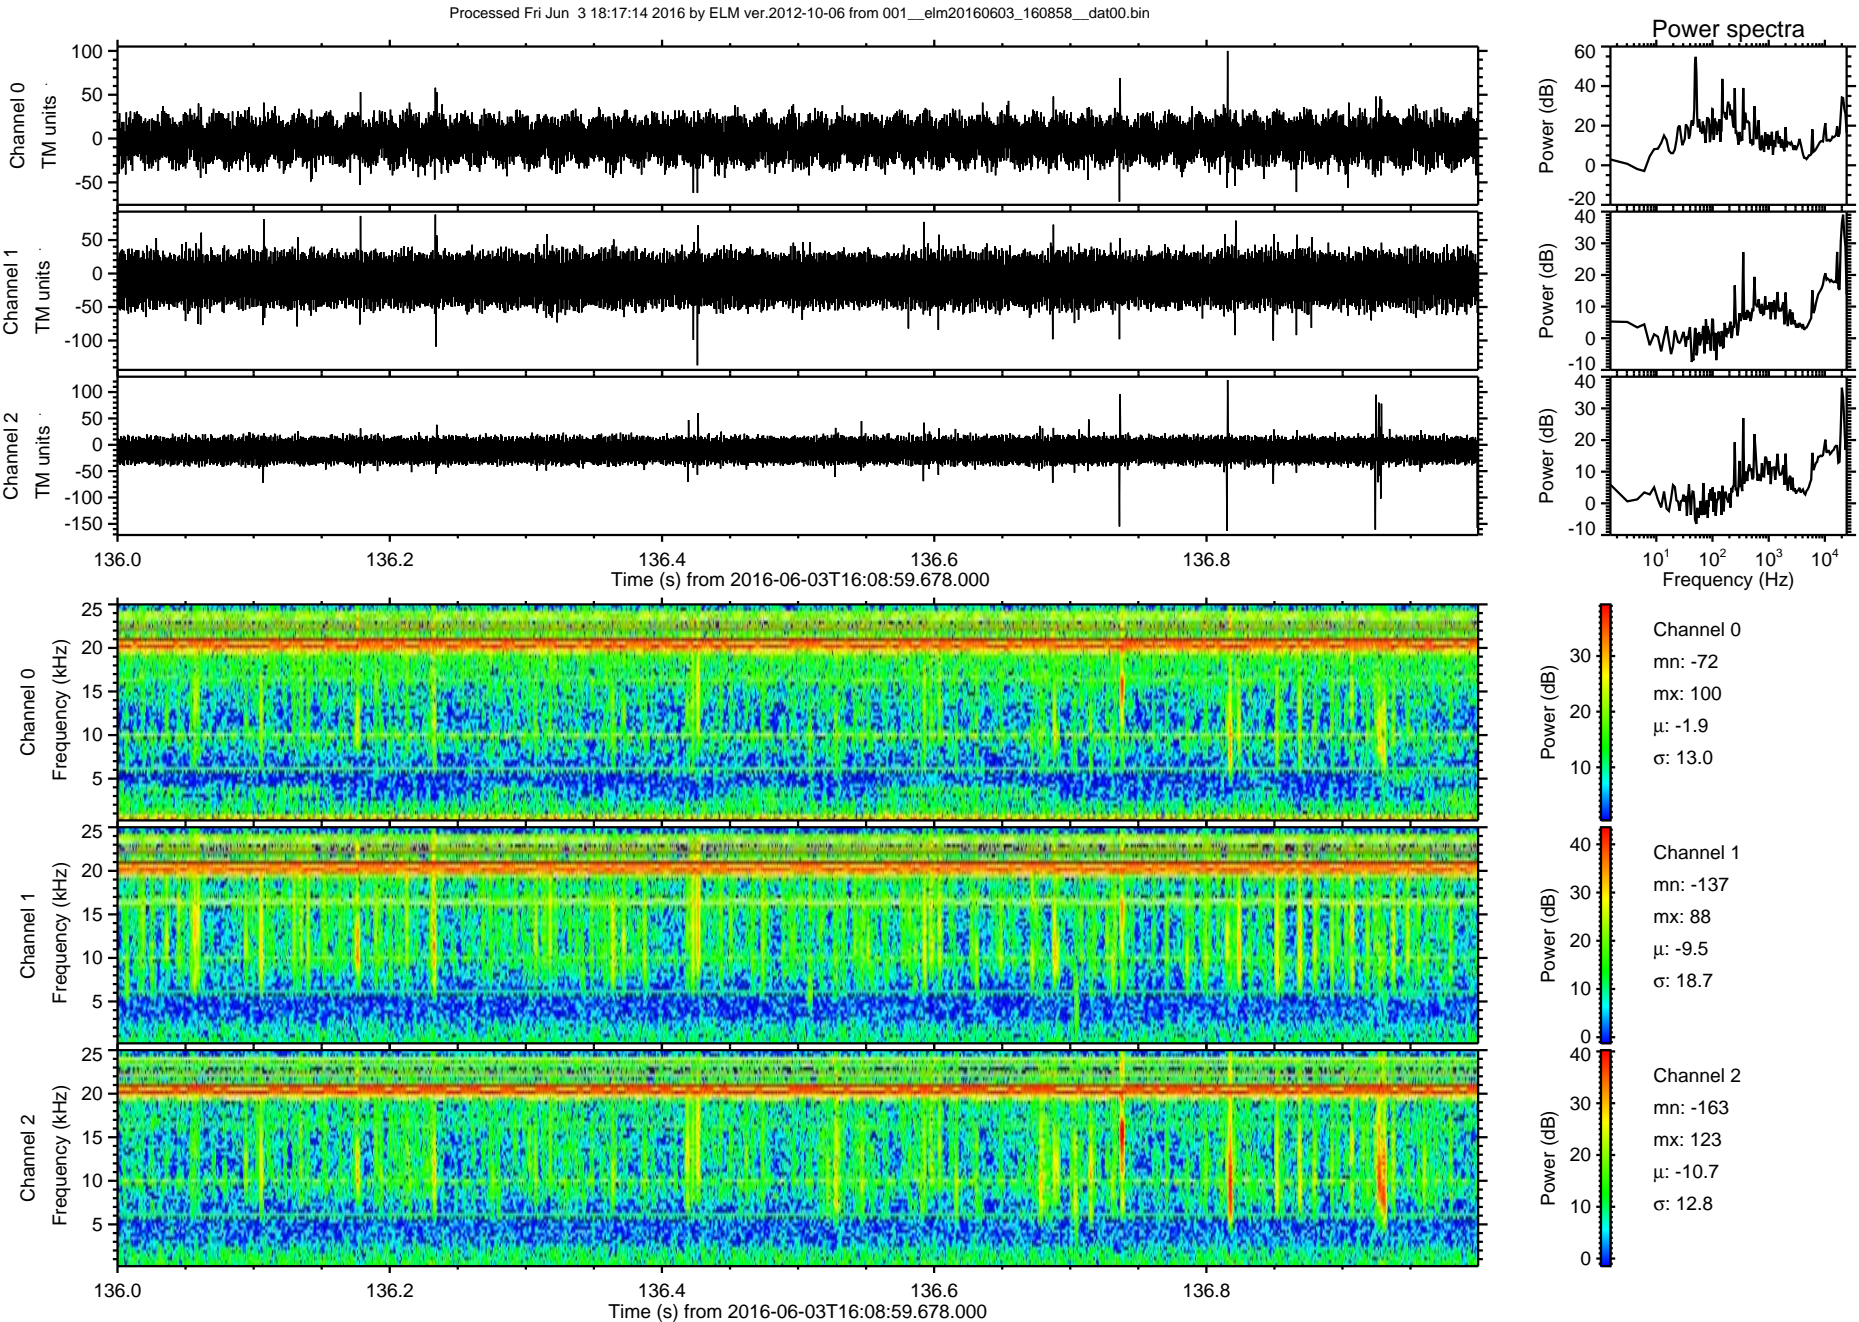 Processed Fri Jun  3 18:17:14 2016 by ELM ver.2012-10-06 from 001__elm20160603_160858__dat00.bin
Power spectra
Channel 0
TM units
100
50
0
-50
Power (dB)
60
40
20
0
-20
Channel 1
TM units
50
0
-50
-100
Power (dB)
40
30
20
10
0
-10
Channel 2
TM units
100
50
0
-50
-100
-150
Power (dB)
40
30
20
10
0
-10
136.0 136.2 136.4 136.6 136.8
Time (s) from 2016-06-03T16:08:59.678.000
10¹ 10² 10³ 10⁴
Frequency (Hz)
Channel 0
Frequency (kHz)
25
20
15
10
5
Power (dB)
30
20
10
Channel 0
mn: -72
mx: 100
μ: -1.9
σ: 13.0
Channel 1
Frequency (kHz)
25
20
15
10
5
Power (dB)
40
30
20
10
0
Channel 1
mn: -137
mx: 88
μ: -9.5
σ: 18.7
Channel 2
Frequency (kHz)
25
20
15
10
5
Power (dB)
40
30
20
10
0
Channel 2
mn: -163
mx: 123
μ: -10.7
σ: 12.8
136.0 136.2 136.4 136.6 136.8
Time (s) from 2016-06-03T16:08:59.678.000